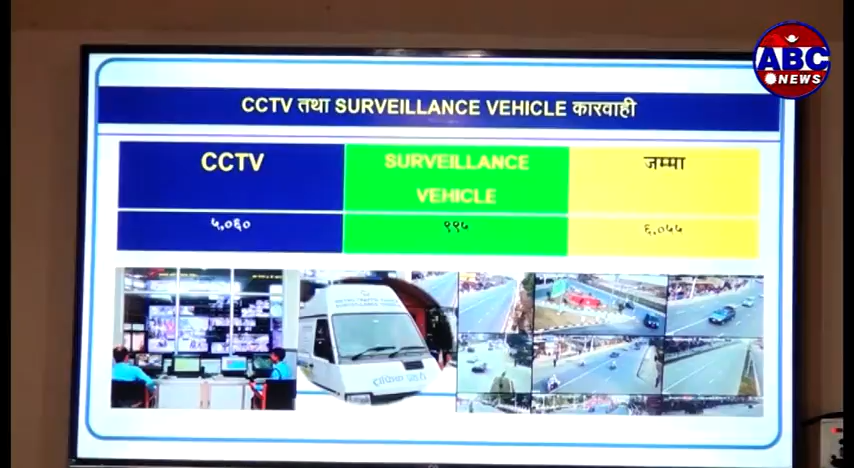 ABC
NEWS
CCTV तथा SURVEILLANCE VEHICLE कारवाही
CCTV
SURVEILLANCE
VEHICLE
जम्मा
५,०६०
९९५
६,०५५